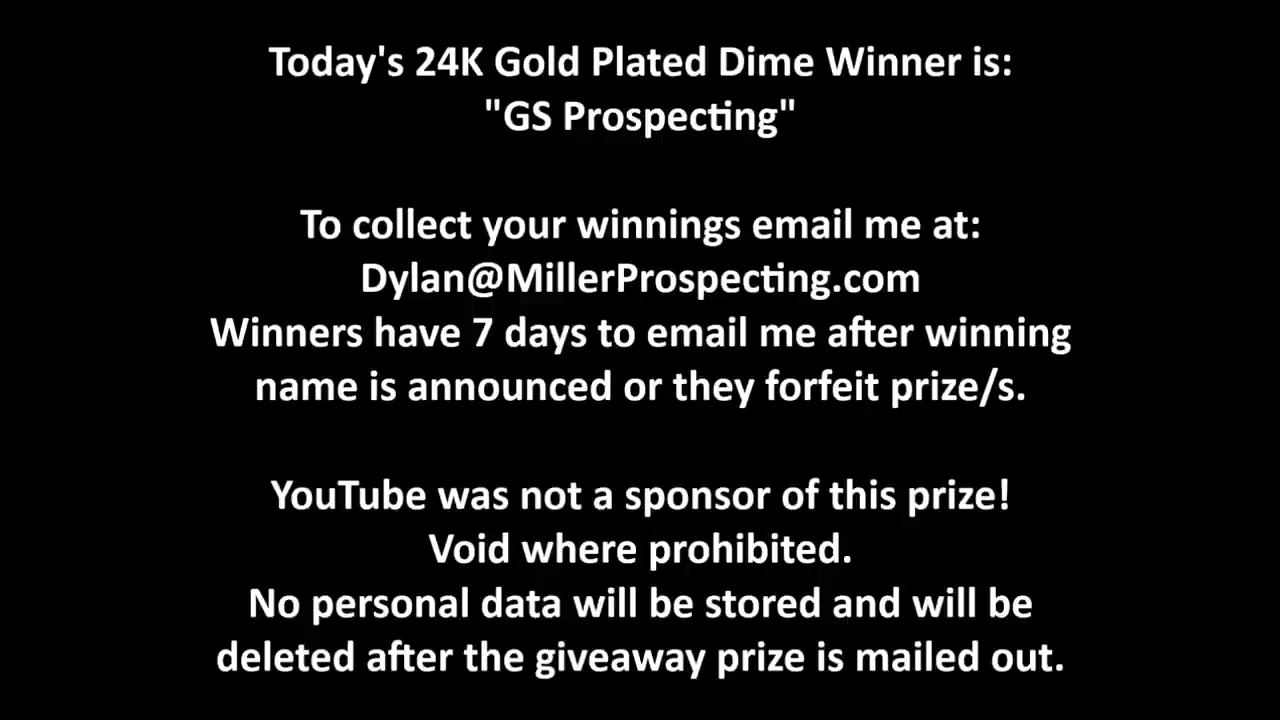 Today's 24K Gold Plated Dime Winner is:
"GS Prospecting"
To collect your winnings email me at:
Dylan@MillerProspecting.com
Winners have 7 days to email me after winning
name is announced or they forfeit prize/s.
YouTube was not a sponsor of this prize!
Void where prohibited.
No personal data will be stored and will be
deleted after the giveaway prize is mailed out.